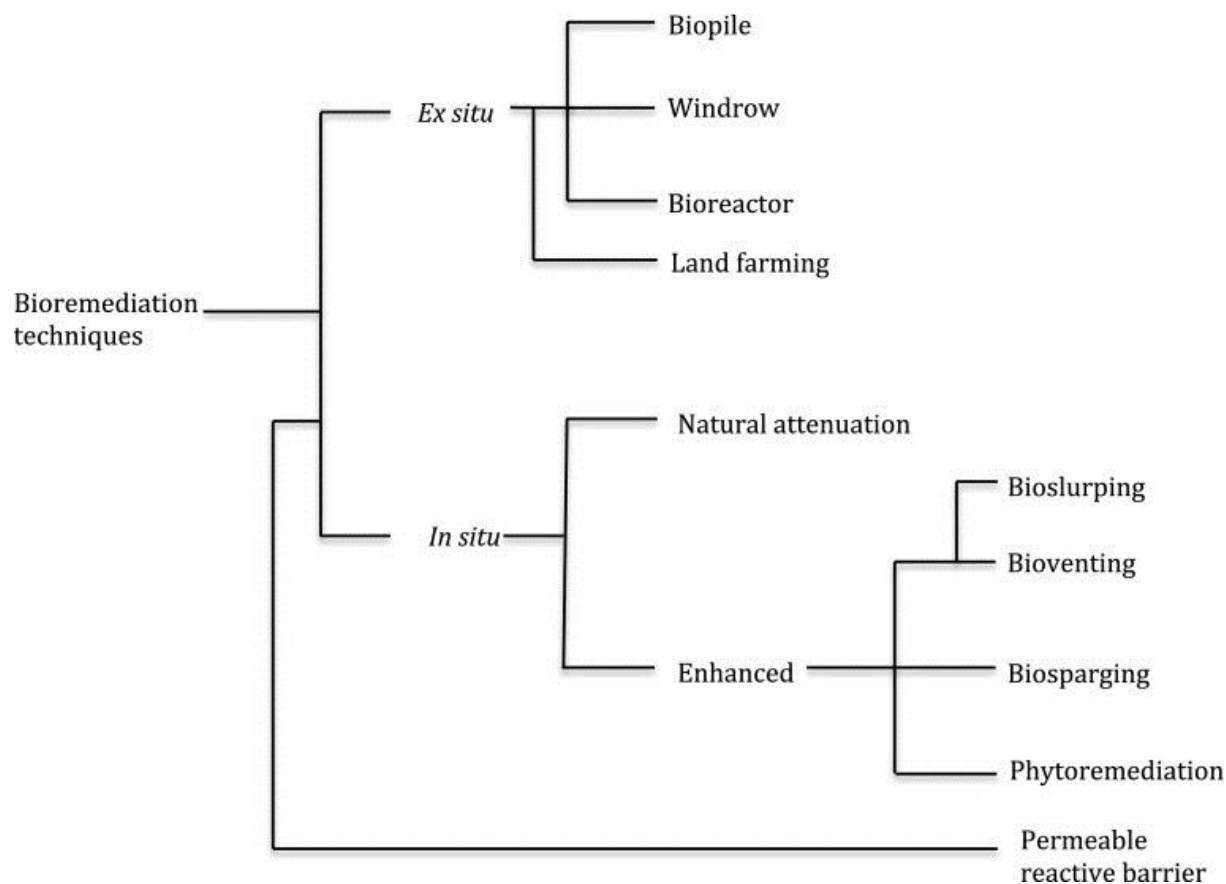 Biopile
Ex situ
Windrow
Bioreactor
Land farming
Bioremediation
techniques
Natural attenuation
Bioslurping
In situ
Bioventing
Enhanced
Biosparging
Phytoremediation
Permeable
reactive barrier